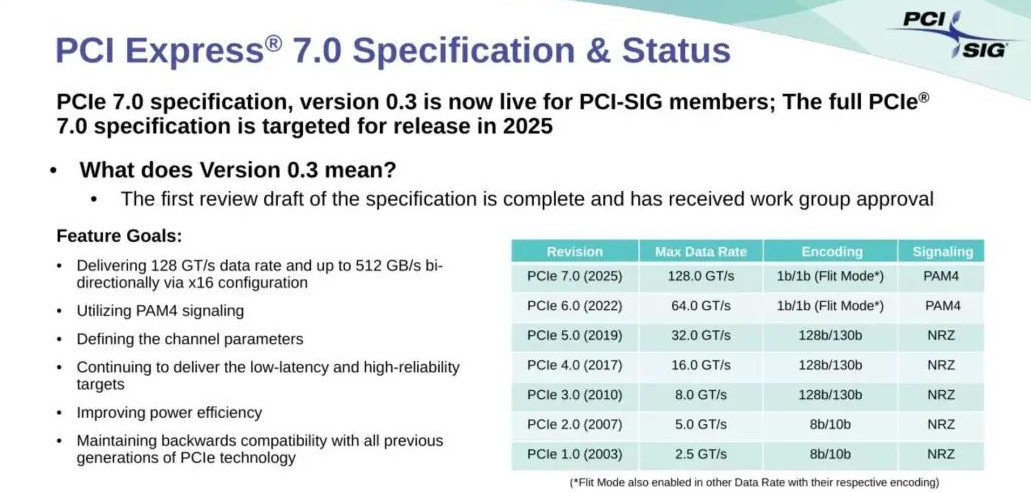 PCI
SIG
PCI Express® 7.0 Specification & Status
PCIe 7.0 specification, version 0.3 is now live for PCI-SIG members; The full PCIe®
7.0 specification is targeted for release in 2025
• What does Version 0.3 mean?
• The first review draft of the specification is complete and has received work group approval
Feature Goals:
• Delivering 128 GT/s data rate and up to 512 GB/s bi-
directionally via x16 configuration
• Utilizing PAM4 signaling
• Defining the channel parameters
• Continuing to deliver the low-latency and high-reliability
targets
• Improving power efficiency
• Maintaining backwards compatibility with all previous
generations of PCIe technology
Revision Max Data Rate Encoding Signaling
PCIe 7.0 (2025) 128.0 GT/s 1b/1b (Flit Mode*) PAM4
PCIe 6.0 (2022) 64.0 GT/s 1b/1b (Flit Mode*) PAM4
PCIe 5.0 (2019) 32.0 GT/s 128b/130b NRZ
PCIe 4.0 (2017) 16.0 GT/s 128b/130b NRZ
PCIe 3.0 (2010) 8.0 GT/s 128b/130b NRZ
PCIe 2.0 (2007) 5.0 GT/s 8b/10b NRZ
PCIe 1.0 (2003) 2.5 GT/s 8b/10b NRZ
(*Flit Mode also enabled in other Data Rate with their respective encoding)